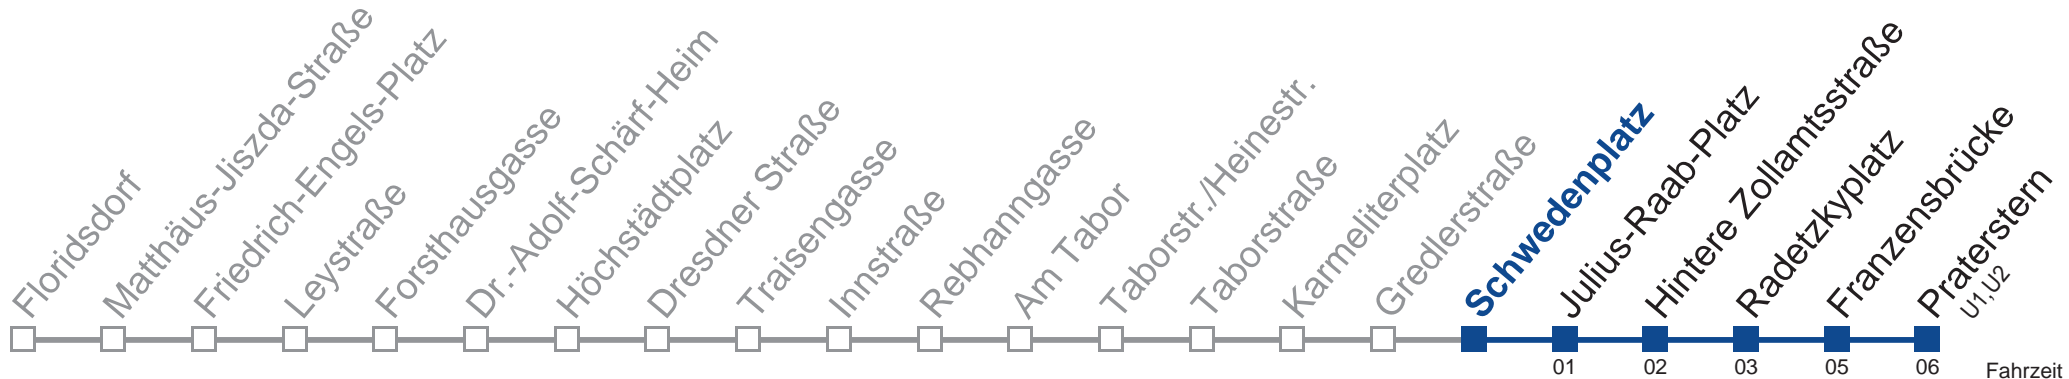 Floridsdorf
Matthäus-Jiszda-Straße
Friedrich-Engels-Platz
Leystraße
Forsthausgasse
Dr.-Adolf-Schärf-Heim
Höchstädtplatz
Dresdner Straße
Traisengasse
Innstraße
Rebhanngasse
Am Tabor
Taborstr./Heinestr.
Taborstraße
Karmeliterplatz
Gredlerstraße
Schwedenplatz
Julius-Raab-Platz
Hintere Zollamtsstraße
Radetzkyplatz
Franzensbrücke
Praterstern
U1,U2
01 02 03 05 06 Fahrzeit